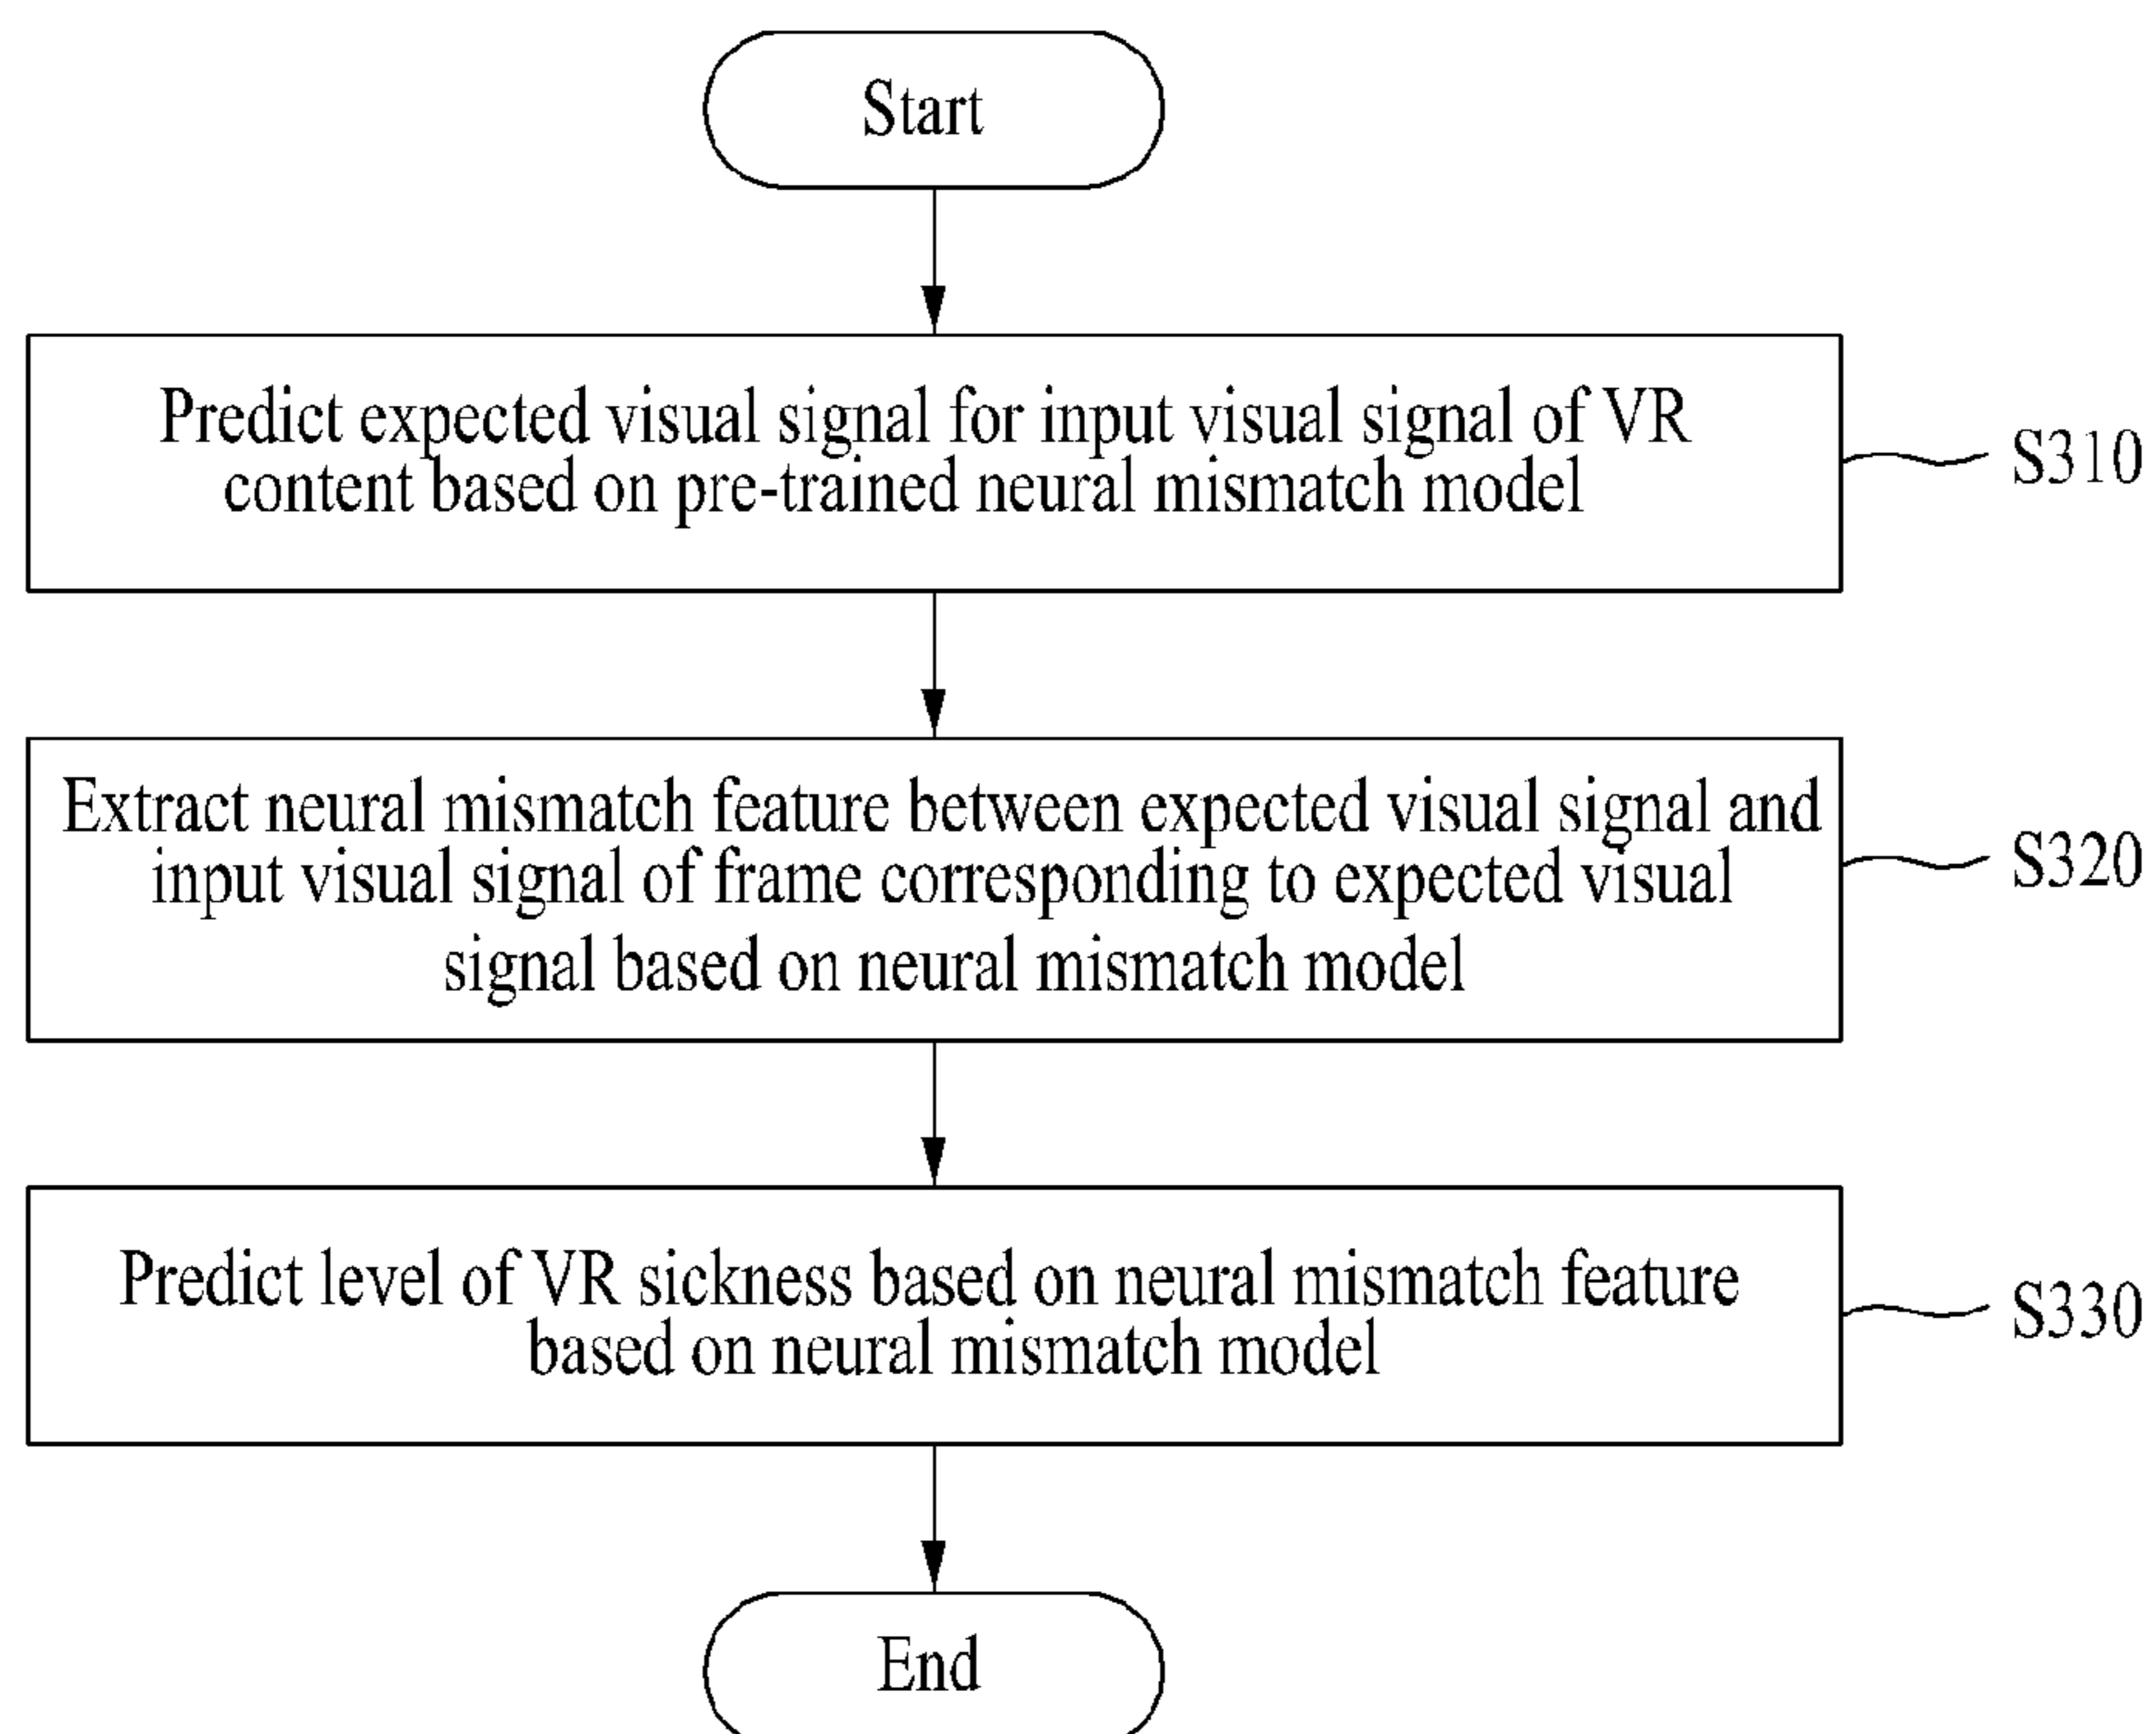 Start
Predict expected visual signal for input visual signal of VR
content based on pre-trained neural mismatch model
S310
Extract neural mismatch feature between expected visual signal and
input visual signal of frame corresponding to expected visual
signal based on neural mismatch model
S320
Predict level of VR sickness based on neural mismatch feature
based on neural mismatch model
S330
End